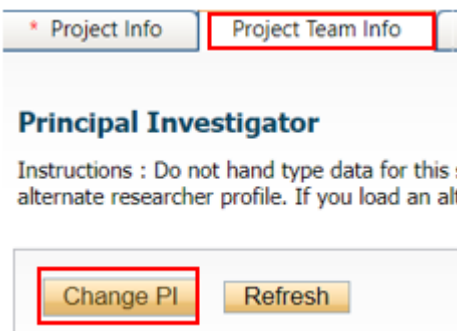 * Project Info Project Team Info
Principal Investigator
Instructions : Do not hand type data for this
alternate researcher profile. If you load an
Change PI Refresh